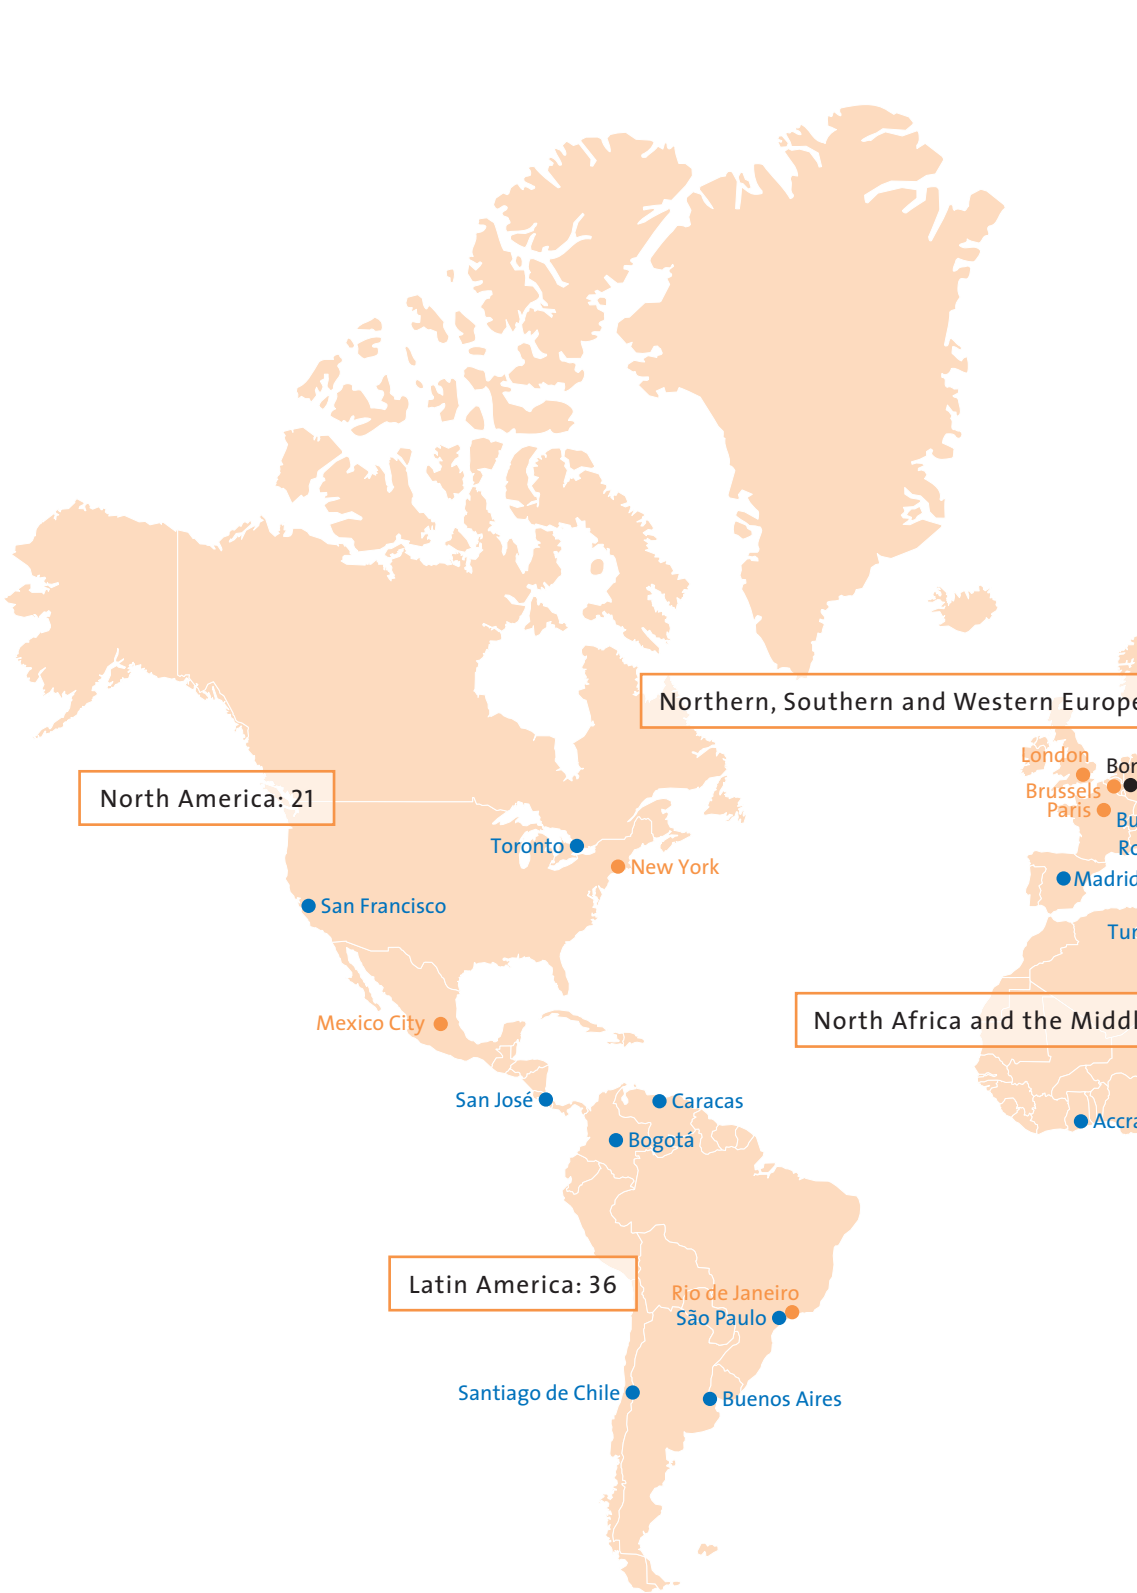 Northern, Southern and Western Europe
London
Brussels
Paris
Madrid
North America: 21
Toronto
New York
San Francisco
Mexico City
North Africa and the
Accra
San José
Caracas
Bogotá
Latin America: 36
Rio de Janeiro
São Paulo
Santiago de Chile
Buenos Aires